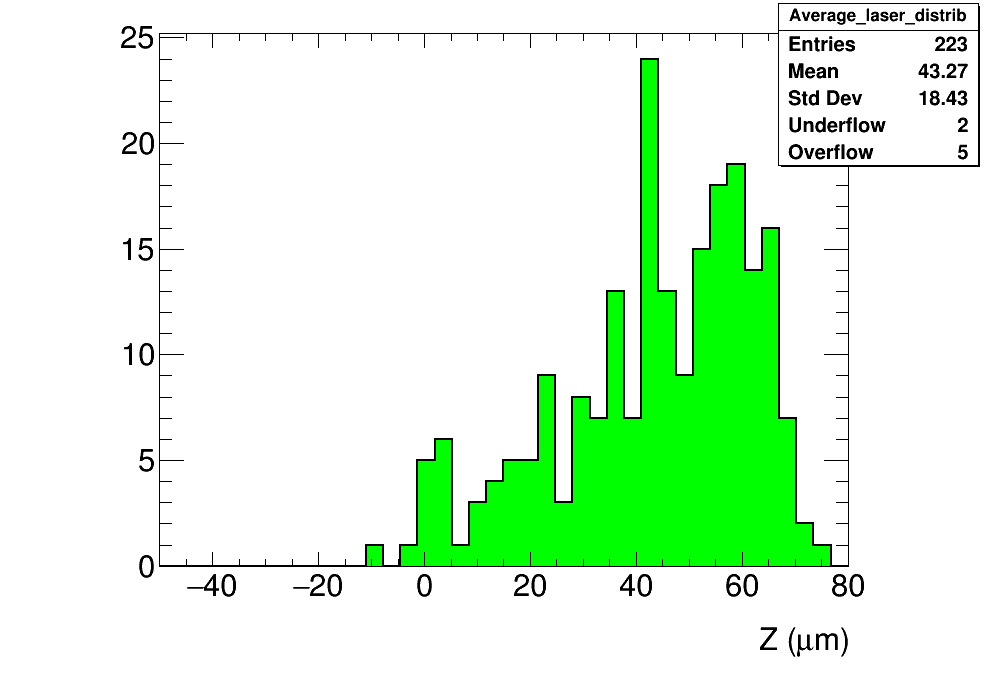 Average_laser_distrib
Entries 223
Mean 43.27
Std Dev 18.43
Underflow 2
Overflow 5
25
20
15
10
5
0
−40 −20 0 20 40 60 80
Z (μm)